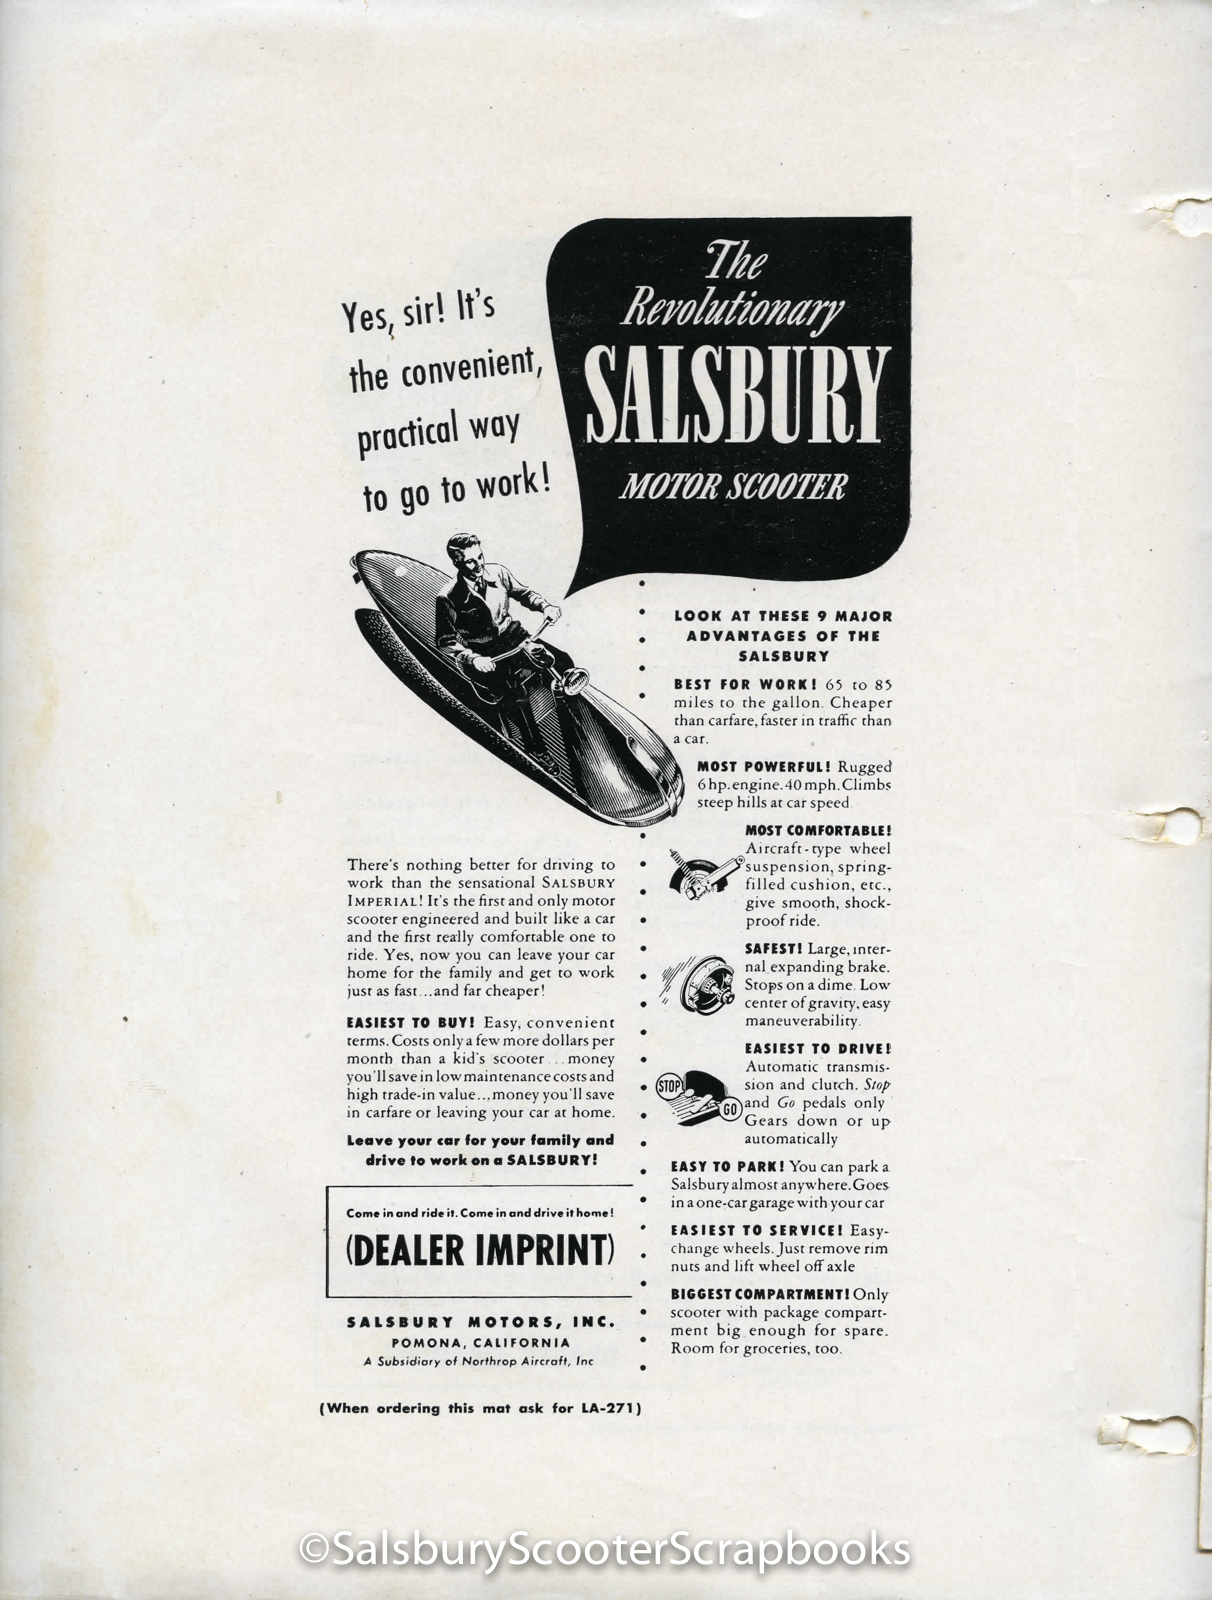 Yes, sir! It's
the convenient,
practical way
to go to work!
The
Revolutionary
SALSBURY
MOTOR SCOOTER
There's nothing better for driving to
work than the sensational SALSBURY
IMPERIAL! It's the first and only motor
scooter engineered and built like a car
and the first really comfortable one to
ride. Yes, now you can leave your car
home for the family and get to work
just as fast...and far cheaper!
EASIEST TO BUY! Easy, convenient
terms. Costs only a few more dollars per
month than a kid's scooter...money
you'll save in low maintenance costs and
high trade-in value...money you'll save
in carfare or leaving your car at home.
Leave your car for your family and
drive to work on a SALSBURY!
Come in and ride it. Come in and drive it home!
(DEALER IMPRINT)
SALSBURY MOTORS, INC.
POMONA, CALIFORNIA
A Subsidiary of Northrop Aircraft, Inc
(When ordering this mat ask for LA-271)
LOOK AT THESE 9 MAJOR
ADVANTAGES OF THE
SALSBURY
BEST FOR WORK! 65 to 85
miles to the gallon. Cheaper
than carfare, faster in traffic than
a car.
MOST POWERFUL! Rugged
6 hp. engine. 40 mph. Climbs
steep hills at car speed
MOST COMFORTABLE!
Aircraft-type wheel
suspension, spring-
filled cushion, etc.,
give smooth, shock-
proof ride.
SAFEST! Large, inter-
nal expanding brake.
Stops on a dime. Low
center of gravity, easy
maneuverability.
EASIEST TO DRIVE!
Automatic transmis-
sion and clutch. Stop
and Go pedals only
Gears down or up
automatically
STOP
GO
EASY TO PARK! You can park a
Salsbury almost anywhere. Goes
in a one-car garage with your car
EASIEST TO SERVICE! Easy-
change wheels. Just remove rim
nuts and lift wheel off axle
BIGGEST COMPARTMENT! Only
scooter with package compart-
ment big enough for spare.
Room for groceries, too.
©SalsburyScooterScrapbooks